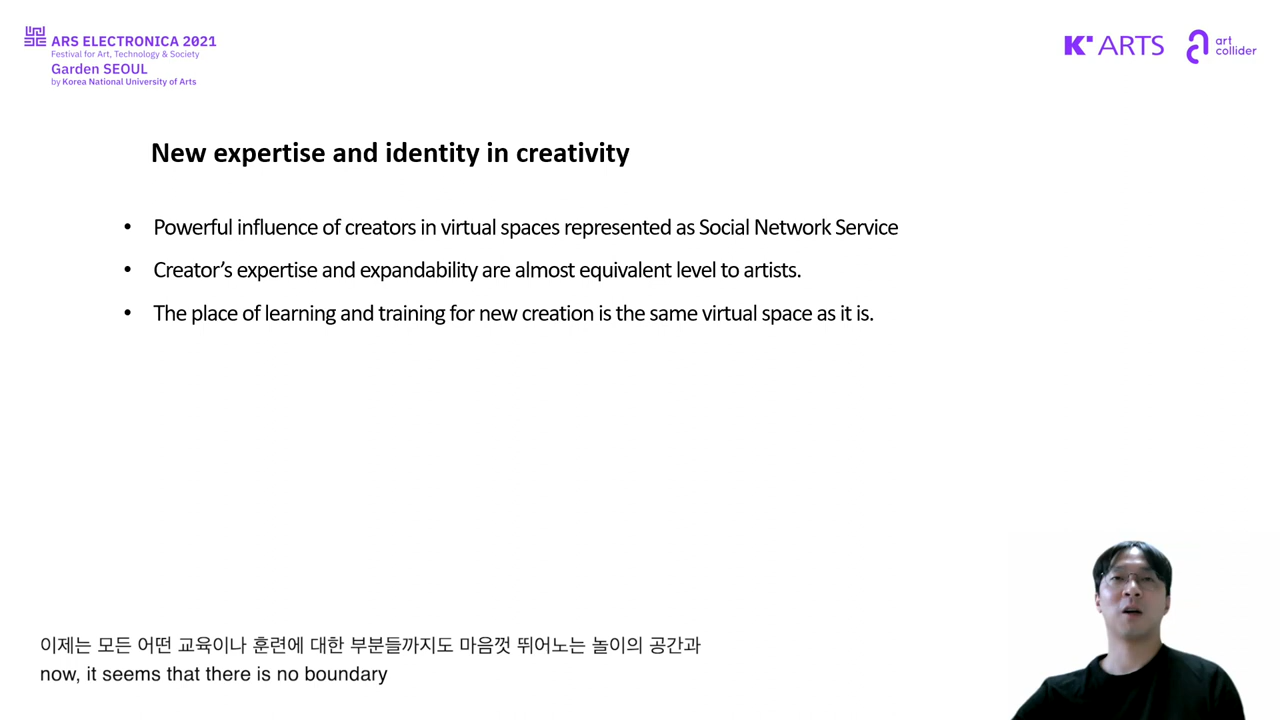 ARS ELECTRONICA 2021
Festival for Art, Technology & Society
Garden SEOUL
by Korea National University of Arts
K ARTS
art
collider
New expertise and identity in creativity
• Powerful influence of creators in virtual spaces represented as Social Network Service
• Creator's expertise and expandability are almost equivalent level to artists.
• The place of learning and training for new creation is the same virtual space as it is.
이제는 모든 어떤 교육이나 훈련에 대한 부분들까지도 마음껏 뛰어노는 놀이의 공간과
now, it seems that there is no boundary